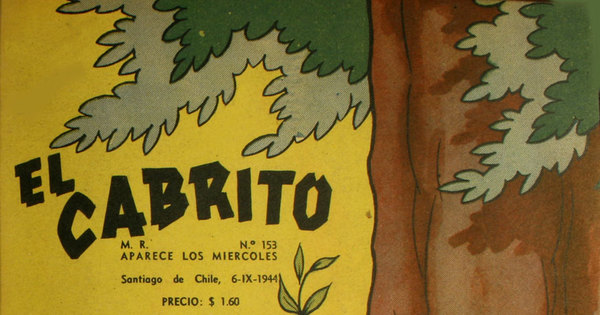 EL
CABRITO
M. R. N.º 153
APARECE LOS MIERCOLES
Santiago de Chile, 6-IX-1944
PRECIO: $ 1.60